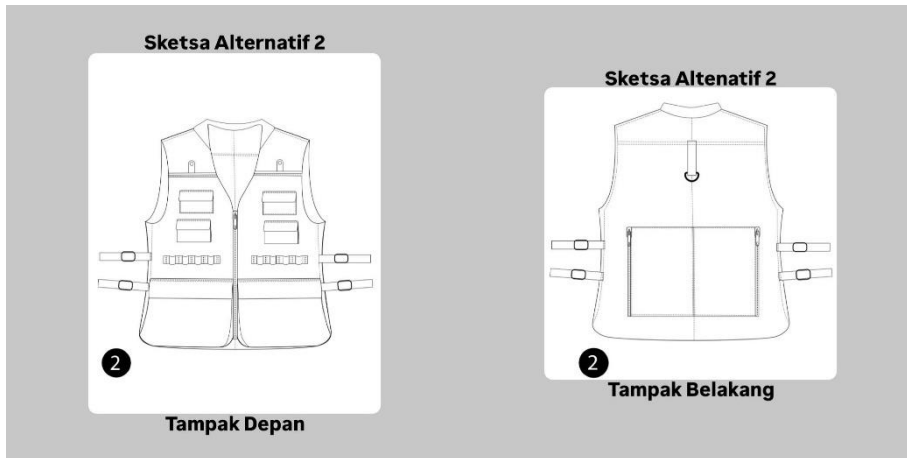 Sketsa Alternatif 2
2
Tampak Depan
Sketsa Altenatif 2
2
Tampak Belakang